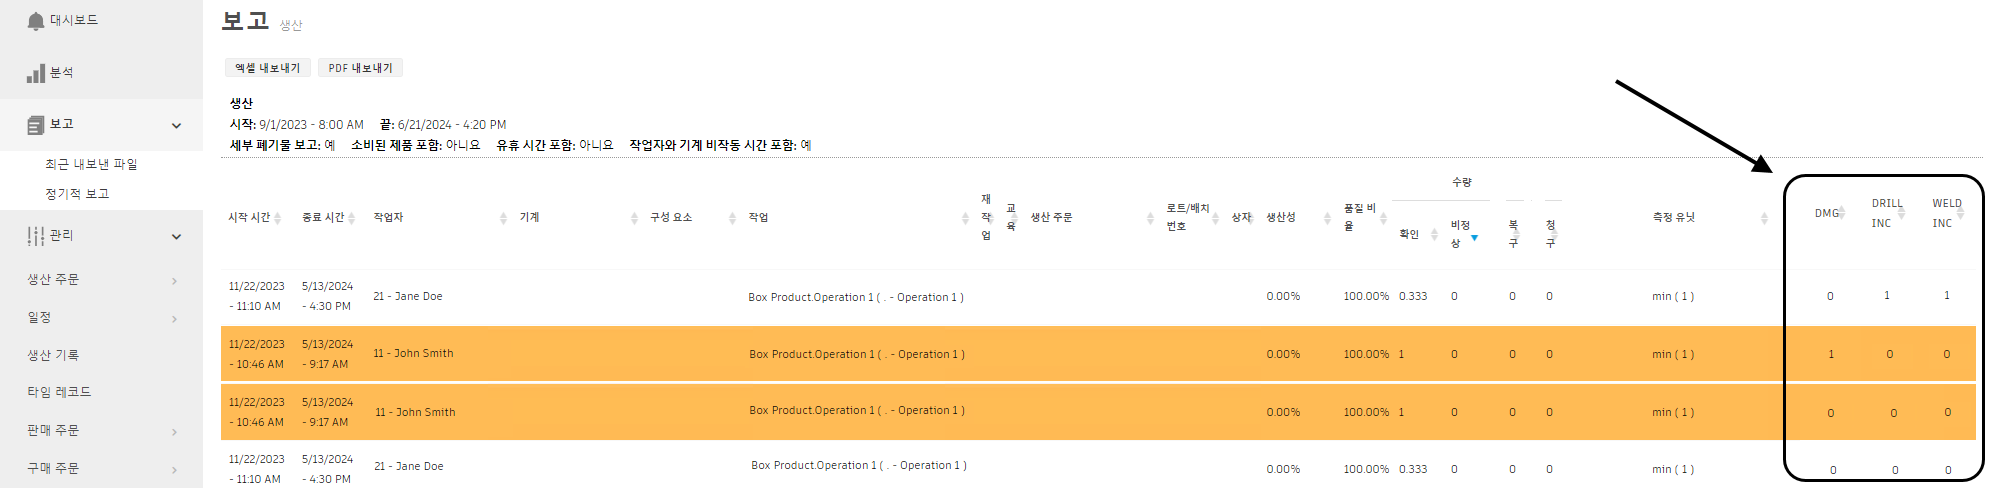 대시보드
분석
보고
최근 내보낸 파일
정기적 보고
관리
생산 주문
일정
생산 기록
타임 레코드
판매 주문
구매 주문
보고 생산
엑셀 내보내기 PDF 내보내기
생산
시작: 9/1/2023 - 8:00 AM 끝: 6/21/2024 - 4:20 PM
세부 폐기물 보고: 예 소비된 제품 포함: 아니요 유휴 시간 포함: 아니요 작업자와 기계 비작동 시간 포함: 예
수량
시작 시간 종료 시간 작업자 기계 구성 요소 작업 재작업 교육 생산 주문 로트/배치 번호 상자 생산성 품질 비율 확인 비정상 복구 청구 측정 유닛 DMG DRILL INC WELD INC
11/22/2023 - 11:10 AM 5/13/2024 - 4:30 PM 21 - Jane Doe Box Product.Operation 1 ( . - Operation 1 ) 0.00% 100.00% 0.333 0 0 0 min ( 1 ) 0 1 1
11/22/2023 - 10:46 AM 5/13/2024 - 9:17 AM 11 - John Smith Box Product.Operation 1 ( . - Operation 1 ) 0.00% 100.00% 1 0 0 0 min ( 1 ) 1 0 0
11/22/2023 - 10:46 AM 5/13/2024 - 9:17 AM 11 - John Smith Box Product.Operation 1 ( . - Operation 1 ) 0.00% 100.00% 1 0 0 0 min ( 1 ) 0 0 0
11/22/2023 - 11:10 AM 5/13/2024 - 4:30 PM 21 - Jane Doe Box Product.Operation 1 ( . - Operation 1 ) 0.00% 100.00% 0.333 0 0 0 min ( 1 ) 0 0 0